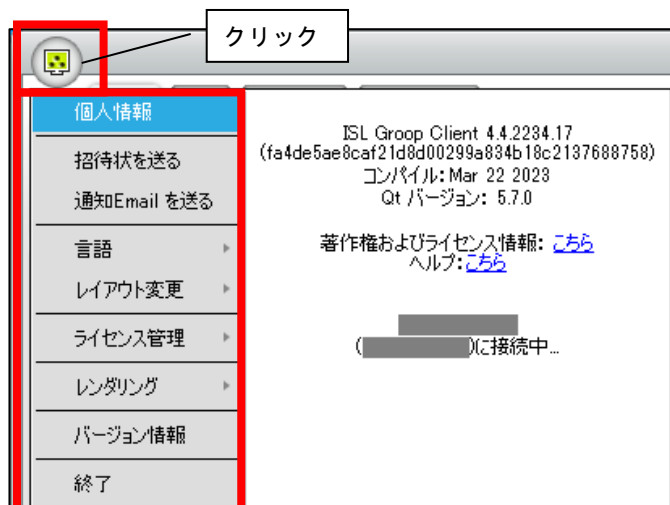 クリック
個人情報
招待状を送る
通知Email を送る
言語
レイアウト変更
ライセンス管理
レンダリング
バージョン情報
終了
ISL Groop Client 4.4.2234.17
(fa4de5ae8caf21d8d00299a834b18c2137688758)
コンパイル: Mar 22 2023
Qt バージョン: 5.7.0
著作権およびライセンス情報: こちら
ヘルプ:こちら
( )に接続中...